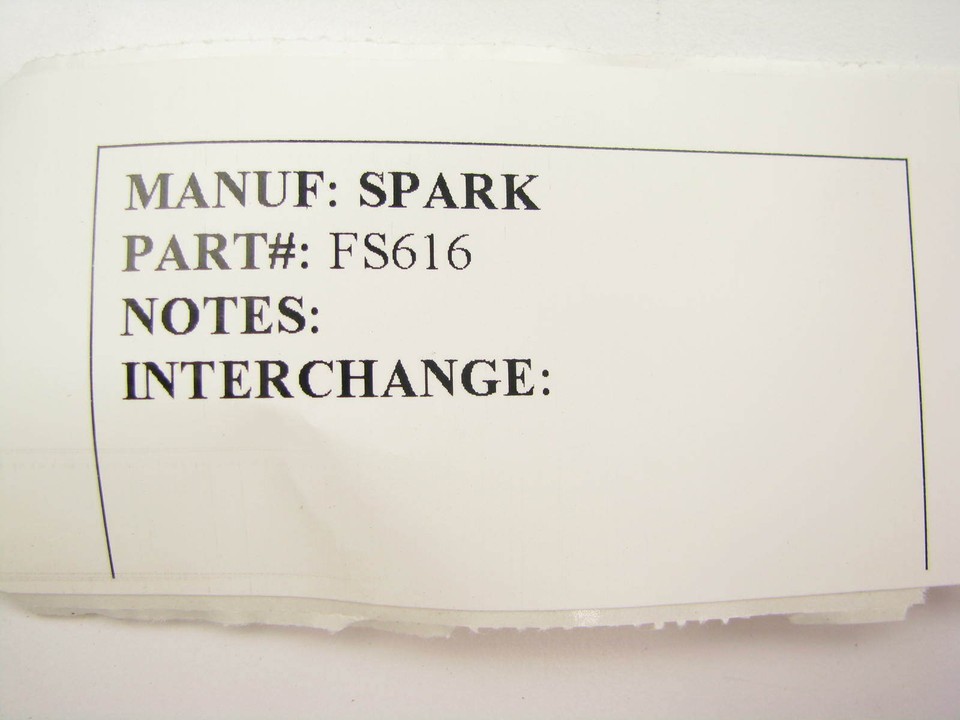 MANUF: SPARK
PART#: FS616
NOTES:
INTERCHANGE: